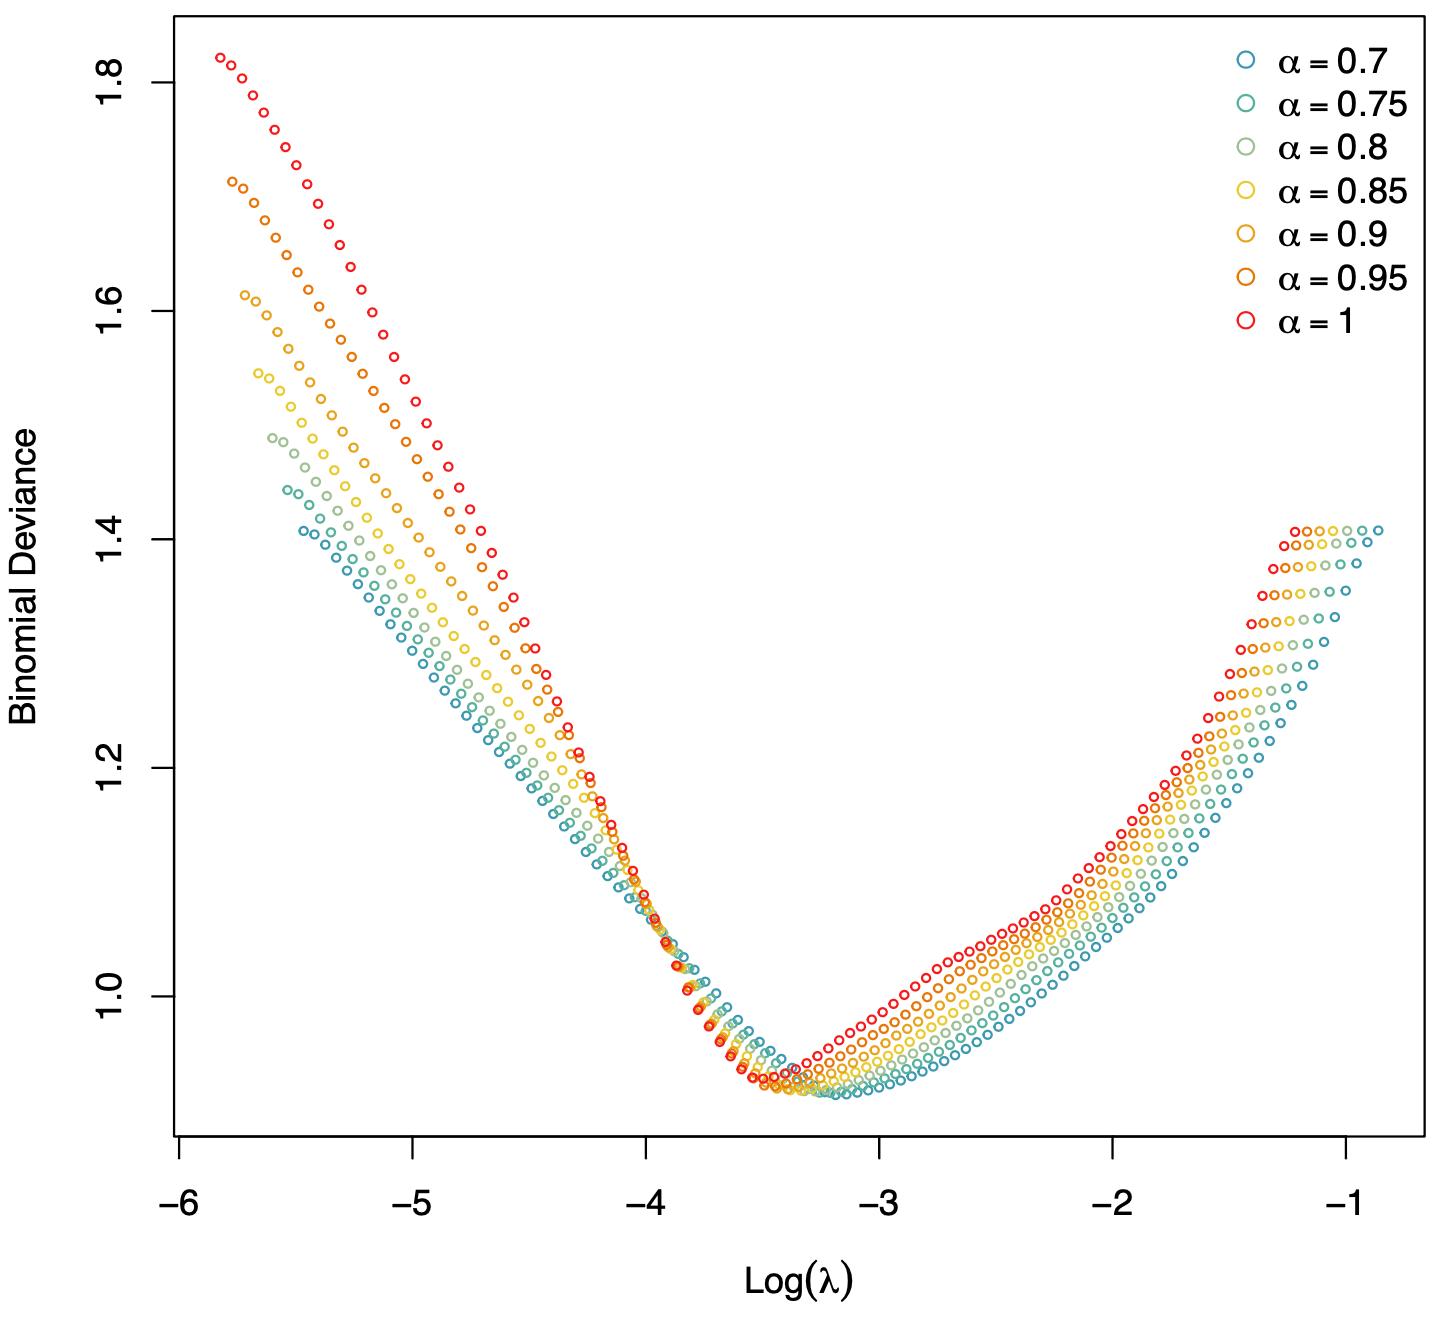 α = 0.7
α = 0.75
α = 0.8
α = 0.85
α = 0.9
α = 0.95
α = 1
1.8
1.6
1.4
1.2
1.0
Binomial Deviance
−6 −5 −4 −3 −2 −1
Log(λ)